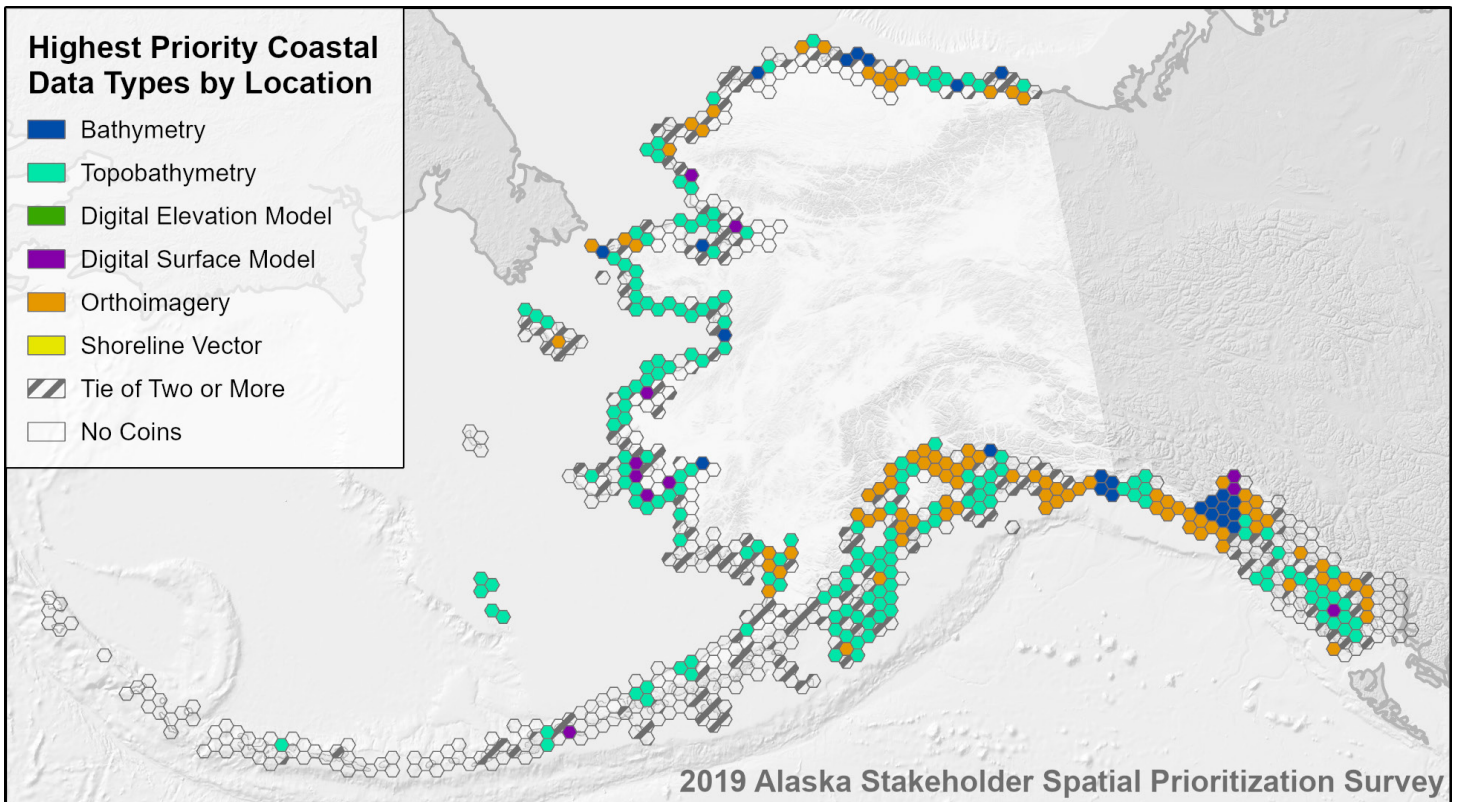 Highest Priority Coastal
Data Types by Location
Bathymetry
Topobathymetry
Digital Elevation Model
Digital Surface Model
Orthoimagery
Shoreline Vector
Tie of Two or More
No Coins
2019 Alaska Stakeholder Spatial Prioritization Survey